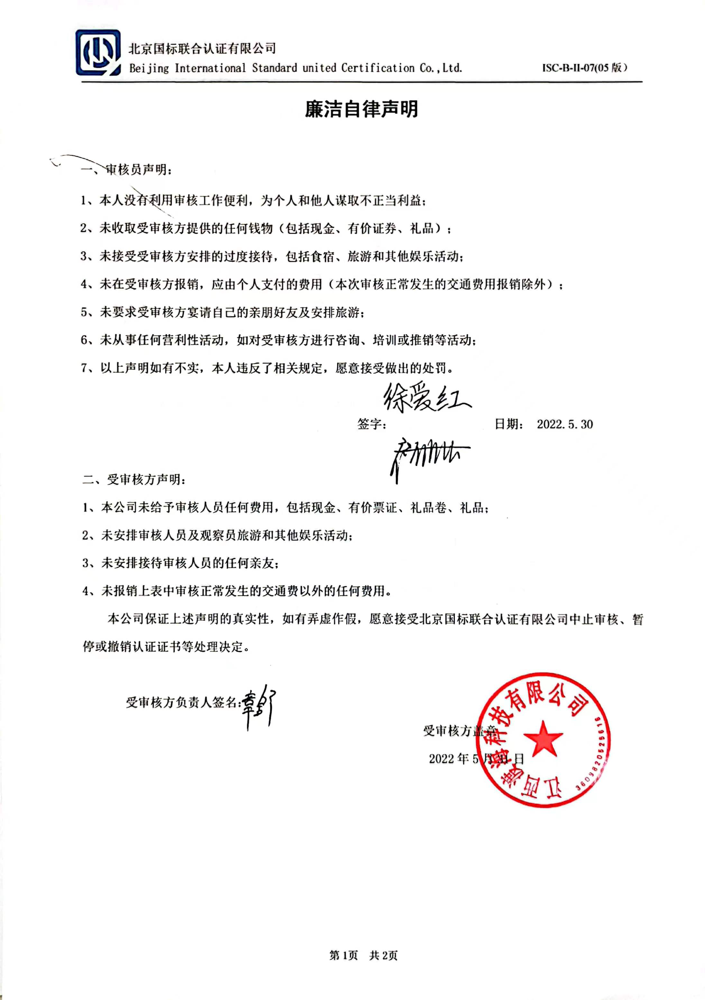 北京国标联合认证有限公司
Beijing International Standard united Certification Co.,Ltd.
ISC-B-II-07(05版)
廉洁自律声明
一、审核员声明：
1、本人没有利用审核工作便利，为个人和他人谋取不正当利益；
2、未收取受审核方提供的任何钱物（包括现金、有价证券、礼品）；
3、未接受受审核方安排的过度接待，包括食宿、旅游和其他娱乐活动；
4、未在受审核方报销，应由个人支付的费用（本次审核正常发生的交通费用报销除外）；
5、未要求受审核方宴请自己的亲朋好友及安排旅游；
6、未从事任何营利性活动，如对受审核方进行咨询、培训或推销等活动；
7、以上声明如有不实，本人违反了相关规定，愿意接受做出的处罚。
徐爱红
签字： 日期： 2022.5.30
二、受审核方声明：
1、本公司未给予审核人员任何费用，包括现金、有价票证、礼品卷、礼品；
2、未安排审核人员及观察员旅游和其他娱乐活动；
3、未安排接待审核人员的任何亲友；
4、未报销上表中审核正常发生的交通费以外的任何费用。
本公司保证上述声明的真实性，如有弄虚作假，愿意接受北京国标联合认证有限公司中止审核、暂
停或撤销认证证书等处理决定。
受审核方负责人签名：
受审核方盖章
2022年5月31日
江西 科技有限公司
第1页 共2页